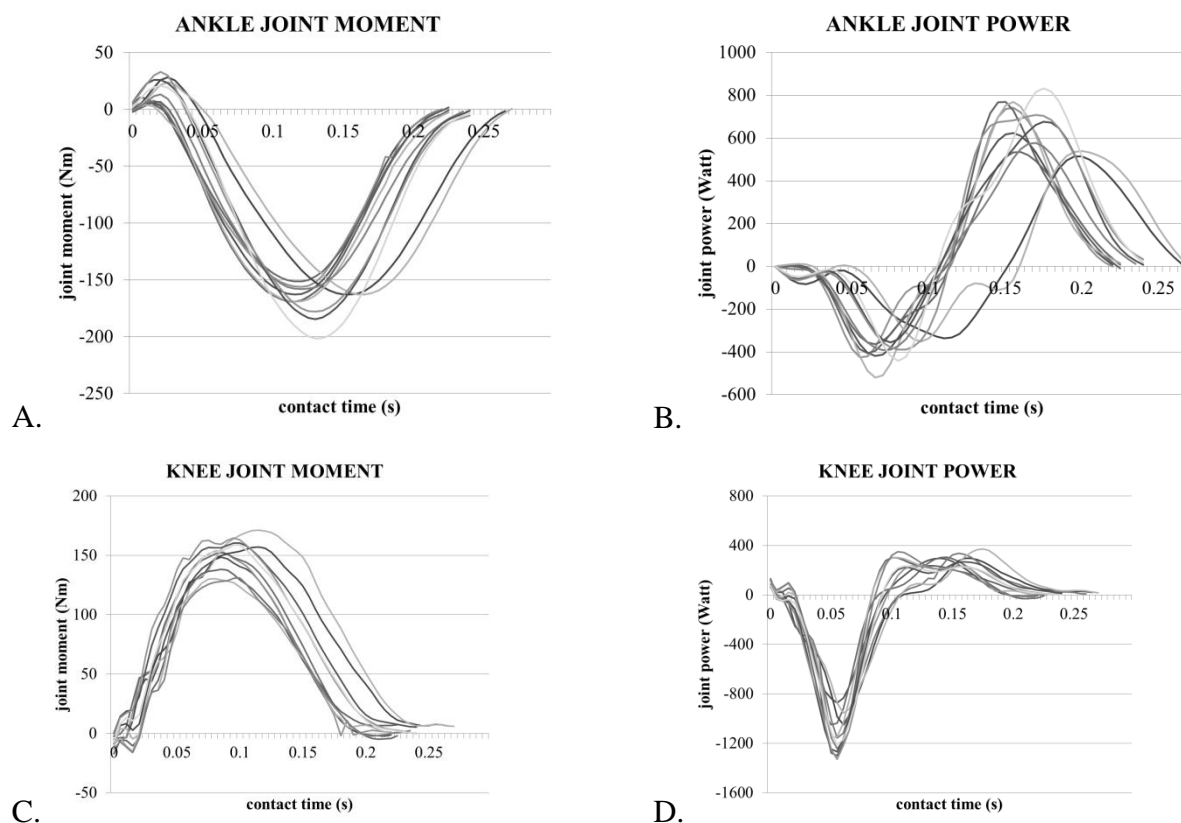 ANKLE JOINT MOMENT
50
0
-50
-100
-150
-200
-250
0 0.05 0.1 0.15 0.2 0.25
joint moment (Nm)
contact time (s)
A.
ANKLE JOINT POWER
1000
800
600
400
200
0
-200
-400
-600
0 0.05 0.1 0.15 0.2 0.25
joint power (Watt)
contact time (s)
B.
KNEE JOINT MOMENT
200
150
100
50
0
-50
0 0.05 0.1 0.15 0.2 0.25
joint moment (Nm)
contact time (s)
C.
KNEE JOINT POWER
800
400
0
-400
-800
-1200
-1600
0 0.05 0.1 0.15 0.2 0.25
joint power (Watt)
contact time (s)
D.